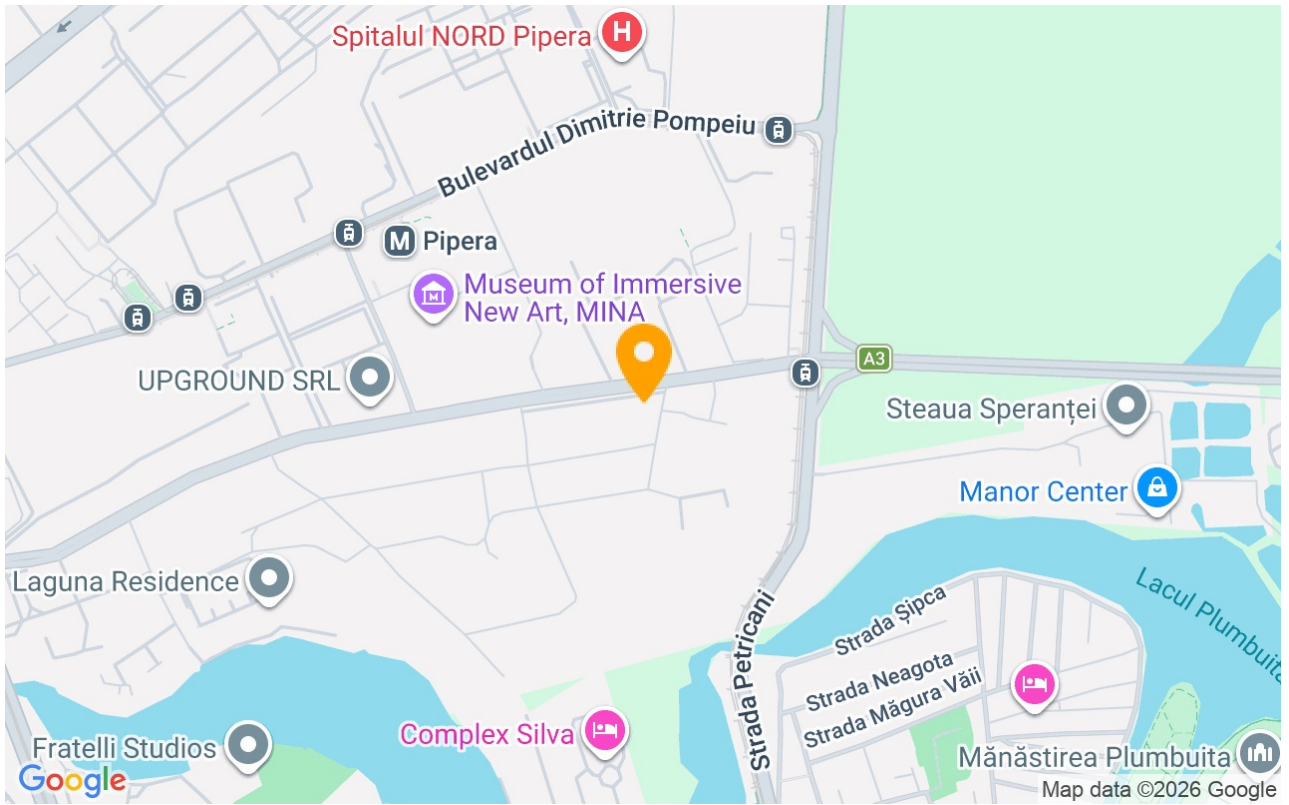 Spitalul NORD Pipera
H
Bulevardul Dimitrie Pompeiu
M Pipera
Museum of Immersive
New Art, MINA
UPGROUND SRL
A3
Steaua Speranței
Manor Center
Laguna Residence
Lacul Plumbuita
Strada Șipca
Strada Neagota
Strada Măgura Văii
Strada Petricani
Complex Silva
Fratelli Studios
Mănăstirea Plumbuita
Google
Map data ©2026 Google